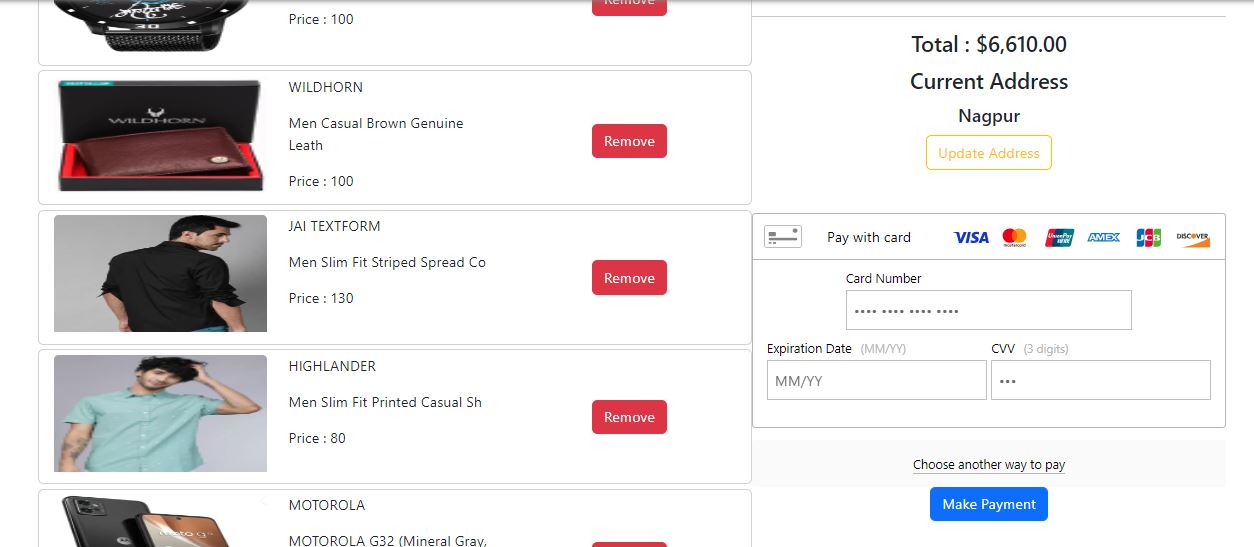 Price : 100
Remove
WILDHORN
WILDHORN
Men Casual Brown Genuine
Leath
Price : 100
Remove
JAI TEXTFORM
Men Slim Fit Striped Spread Co
Price : 130
Remove
HIGHLANDER
Men Slim Fit Printed Casual Sh
Price : 80
Remove
MOTOROLA
MOTOROLA G32 (Mineral Gray,
Total : $6,610.00
Current Address
Nagpur
Update Address
Pay with card
VISA
mastercard
UnionPay
AMEX
JCB
DISCOVER
Card Number
•••• •••• •••• ••••
Expiration Date (MM/YY)
CVV (3 digits)
MM/YY
•••
Choose another way to pay
Make Payment